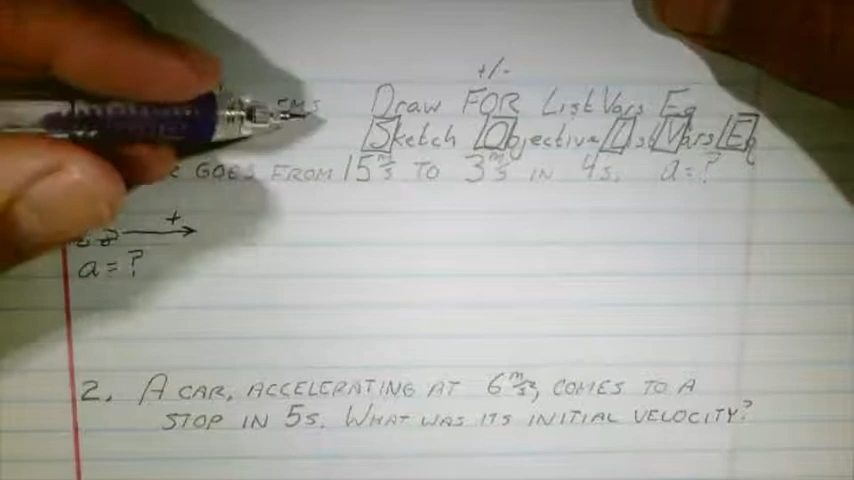 +/-
Draw FOR List Vars Eq
Sketch Objective List Vars Eq
GOES FROM 15 m/s TO 3 m/s IN 4s. a=?
+
a = ?
2. A CAR, ACCELERATING AT 6 m/s², COMES TO A
STOP IN 5s. WHAT WAS ITS INITIAL VELOCITY?